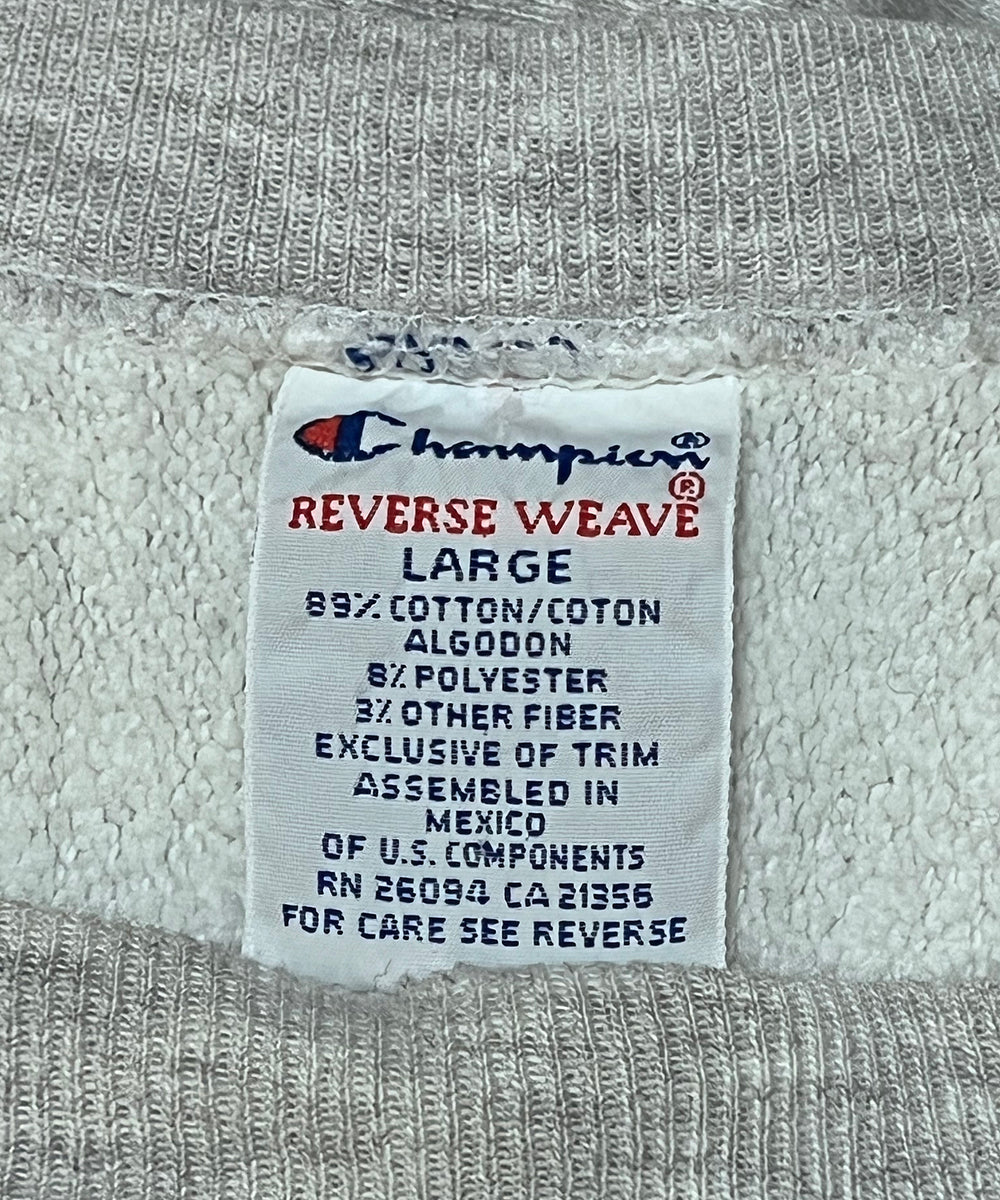 Champion®
REVERSE WEAVE®
LARGE
89% COTTON/COTON
ALGODON
8% POLYESTER
3% OTHER FIBER
EXCLUSIVE OF TRIM
ASSEMBLED IN
MEXICO
OF U.S. COMPONENTS
RN 26094 CA 21356
FOR CARE SEE REVERSE